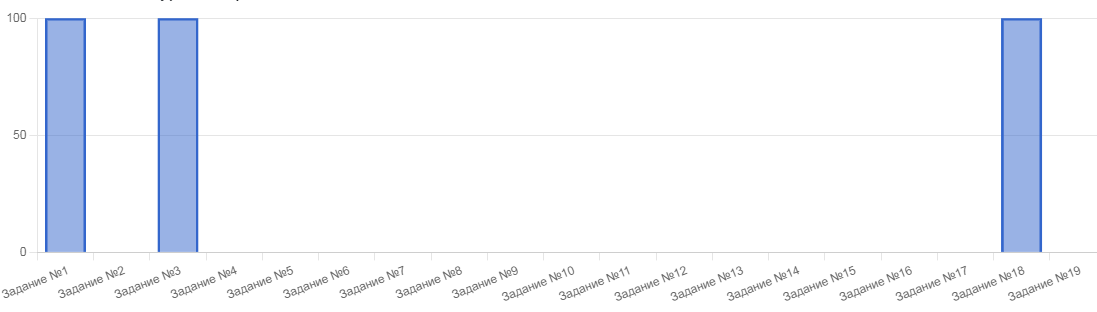 100
50
0
Задание №1
Задание №2
Задание №3
Задание №4
Задание №5
Задание №6
Задание №7
Задание №8
Задание №9
Задание №10
Задание №11
Задание №12
Задание №13
Задание №14
Задание №15
Задание №16
Задание №17
Задание №18
Задание №19